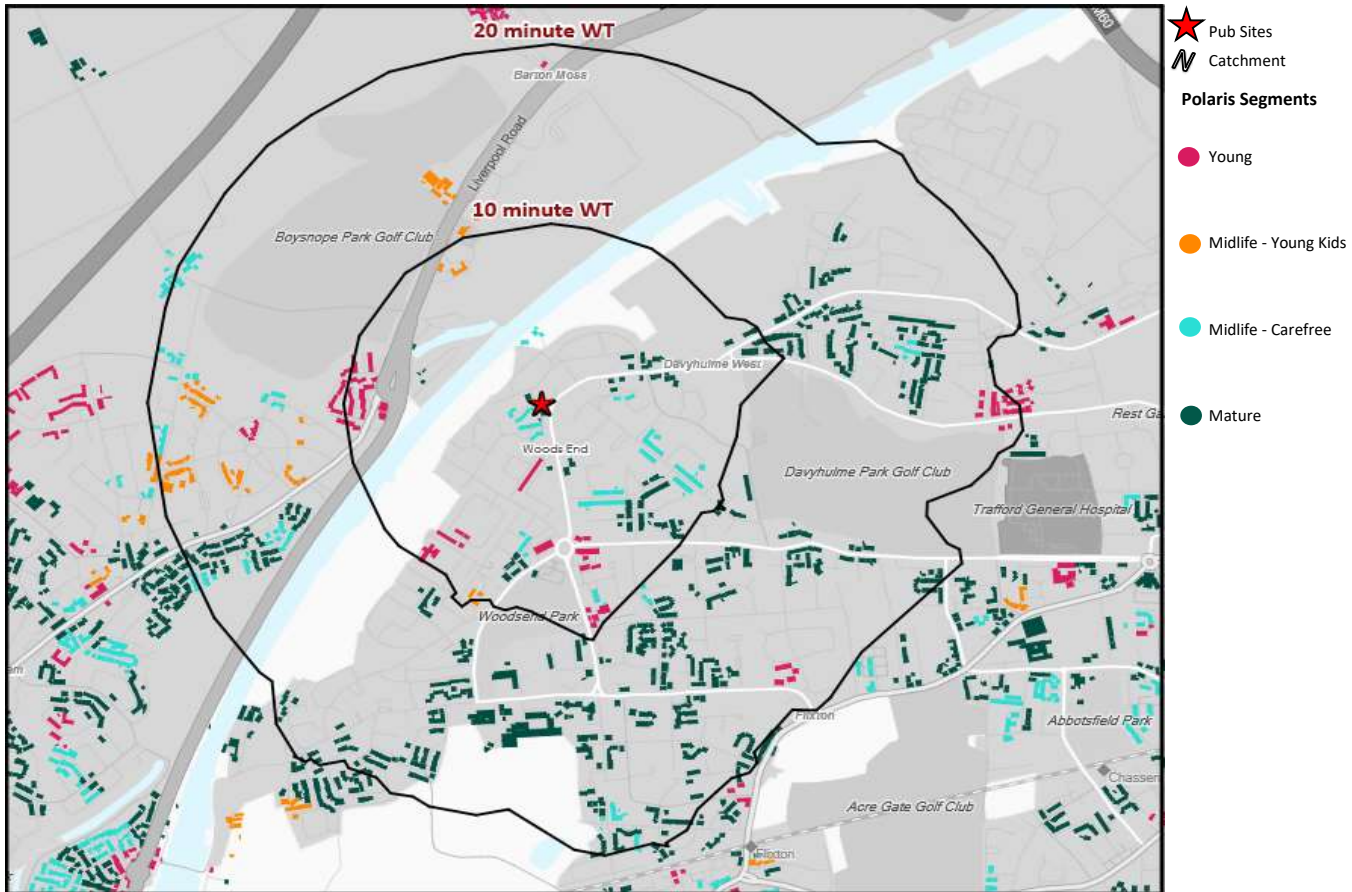 20 minute WT
Barton Moss
M60
Liverpool Road
10 minute WT
Boysnope Park Golf Club
Davyhulme West
Rest Ga
Woods End
Davyhulme Park Golf Club
Trafford General Hospital
Woodsend Park
em
Flixton
Abbotsfield Park
Chassen
Acre Gate Golf Club
Flixton
Pub Sites
Catchment
Polaris Segments
Young
Midlife - Young Kids
Midlife - Carefree
Mature